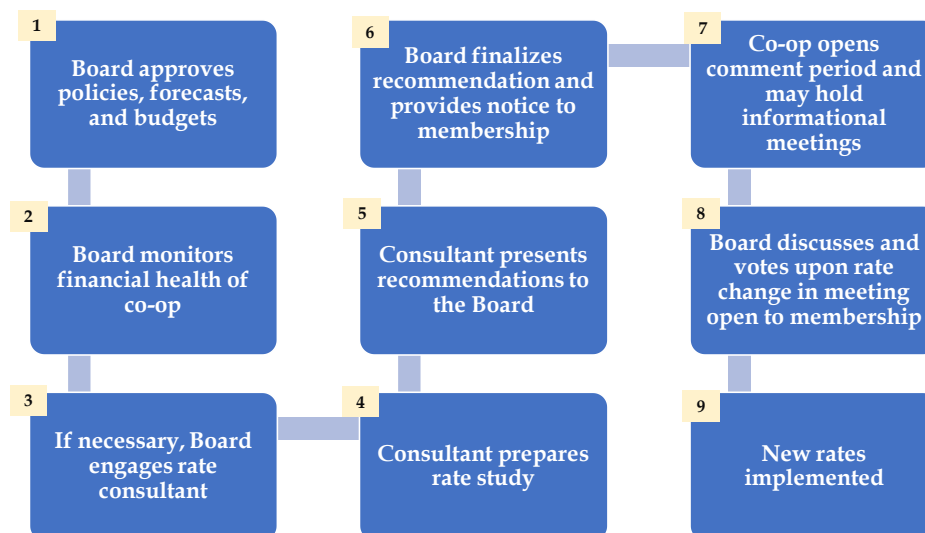 1
Board approves
policies, forecasts,
and budgets
2
Board monitors
financial health of
co-op
3
If necessary, Board
engages rate
consultant
4
Consultant prepares
rate study
5
Consultant presents
recommendations to
the Board
6
Board finalizes
recommendation and
provides notice to
membership
7
Co-op opens
comment period and
may hold
informational
meetings
8
Board discusses and
votes upon rate
change in meeting
open to membership
9
New rates
implemented